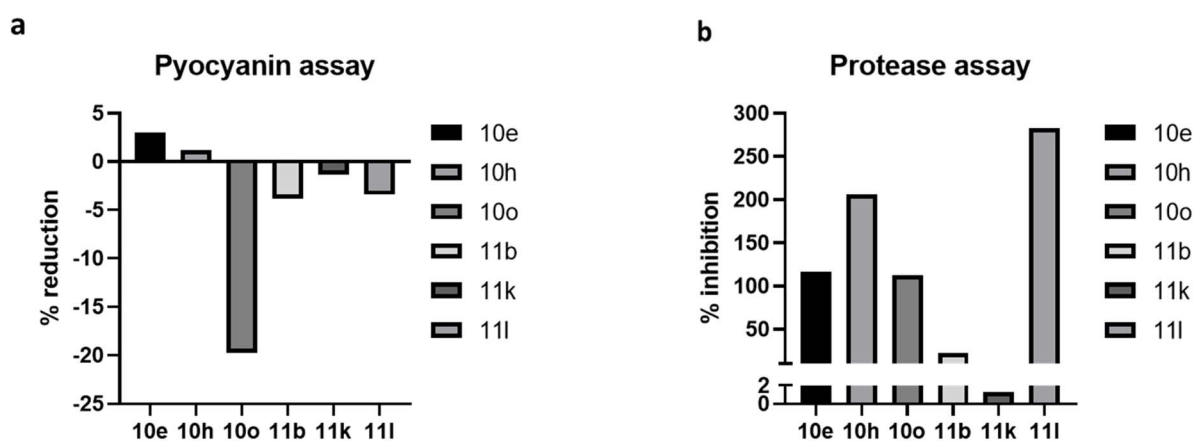 a
Pyocyanin assay
% reduction
5
0
-5
-10
-15
-20
-25
10e 10h 10o 11b 11k 11l
10e
10h
10o
11b
11k
11l
b
Protease assay
% inhibition
300
250
200
150
100
50
2
0
10e 10h 10o 11b 11k 11l
10e
10h
10o
11b
11k
11l